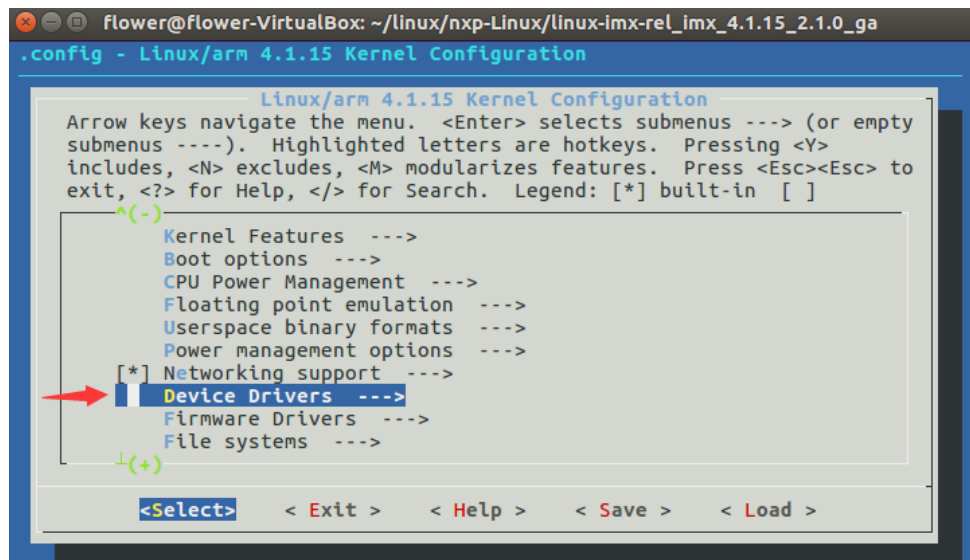 flower@flower-VirtualBox: ~/linux/nxp-Linux/linux-imx-rel_imx_4.1.15_2.1.0_ga
.config - Linux/arm 4.1.15 Kernel Configuration
Linux/arm 4.1.15 Kernel Configuration
Arrow keys navigate the menu.  <Enter> selects submenus ---> (or empty
submenus ----).  Highlighted letters are hotkeys.  Pressing <Y>
includes, <N> excludes, <M> modularizes features.  Press <Esc><Esc> to
exit, <?> for Help, </> for Search.  Legend: [*] built-in  [ ]
^(-)
Kernel Features  --->
Boot options  --->
CPU Power Management  --->
Floating point emulation  --->
Userspace binary formats  --->
Power management options  --->
[*] Networking support  --->
Device Drivers  --->
Firmware Drivers  --->
File systems  --->
┴(+)
<Select>    < Exit >    < Help >    < Save >    < Load >